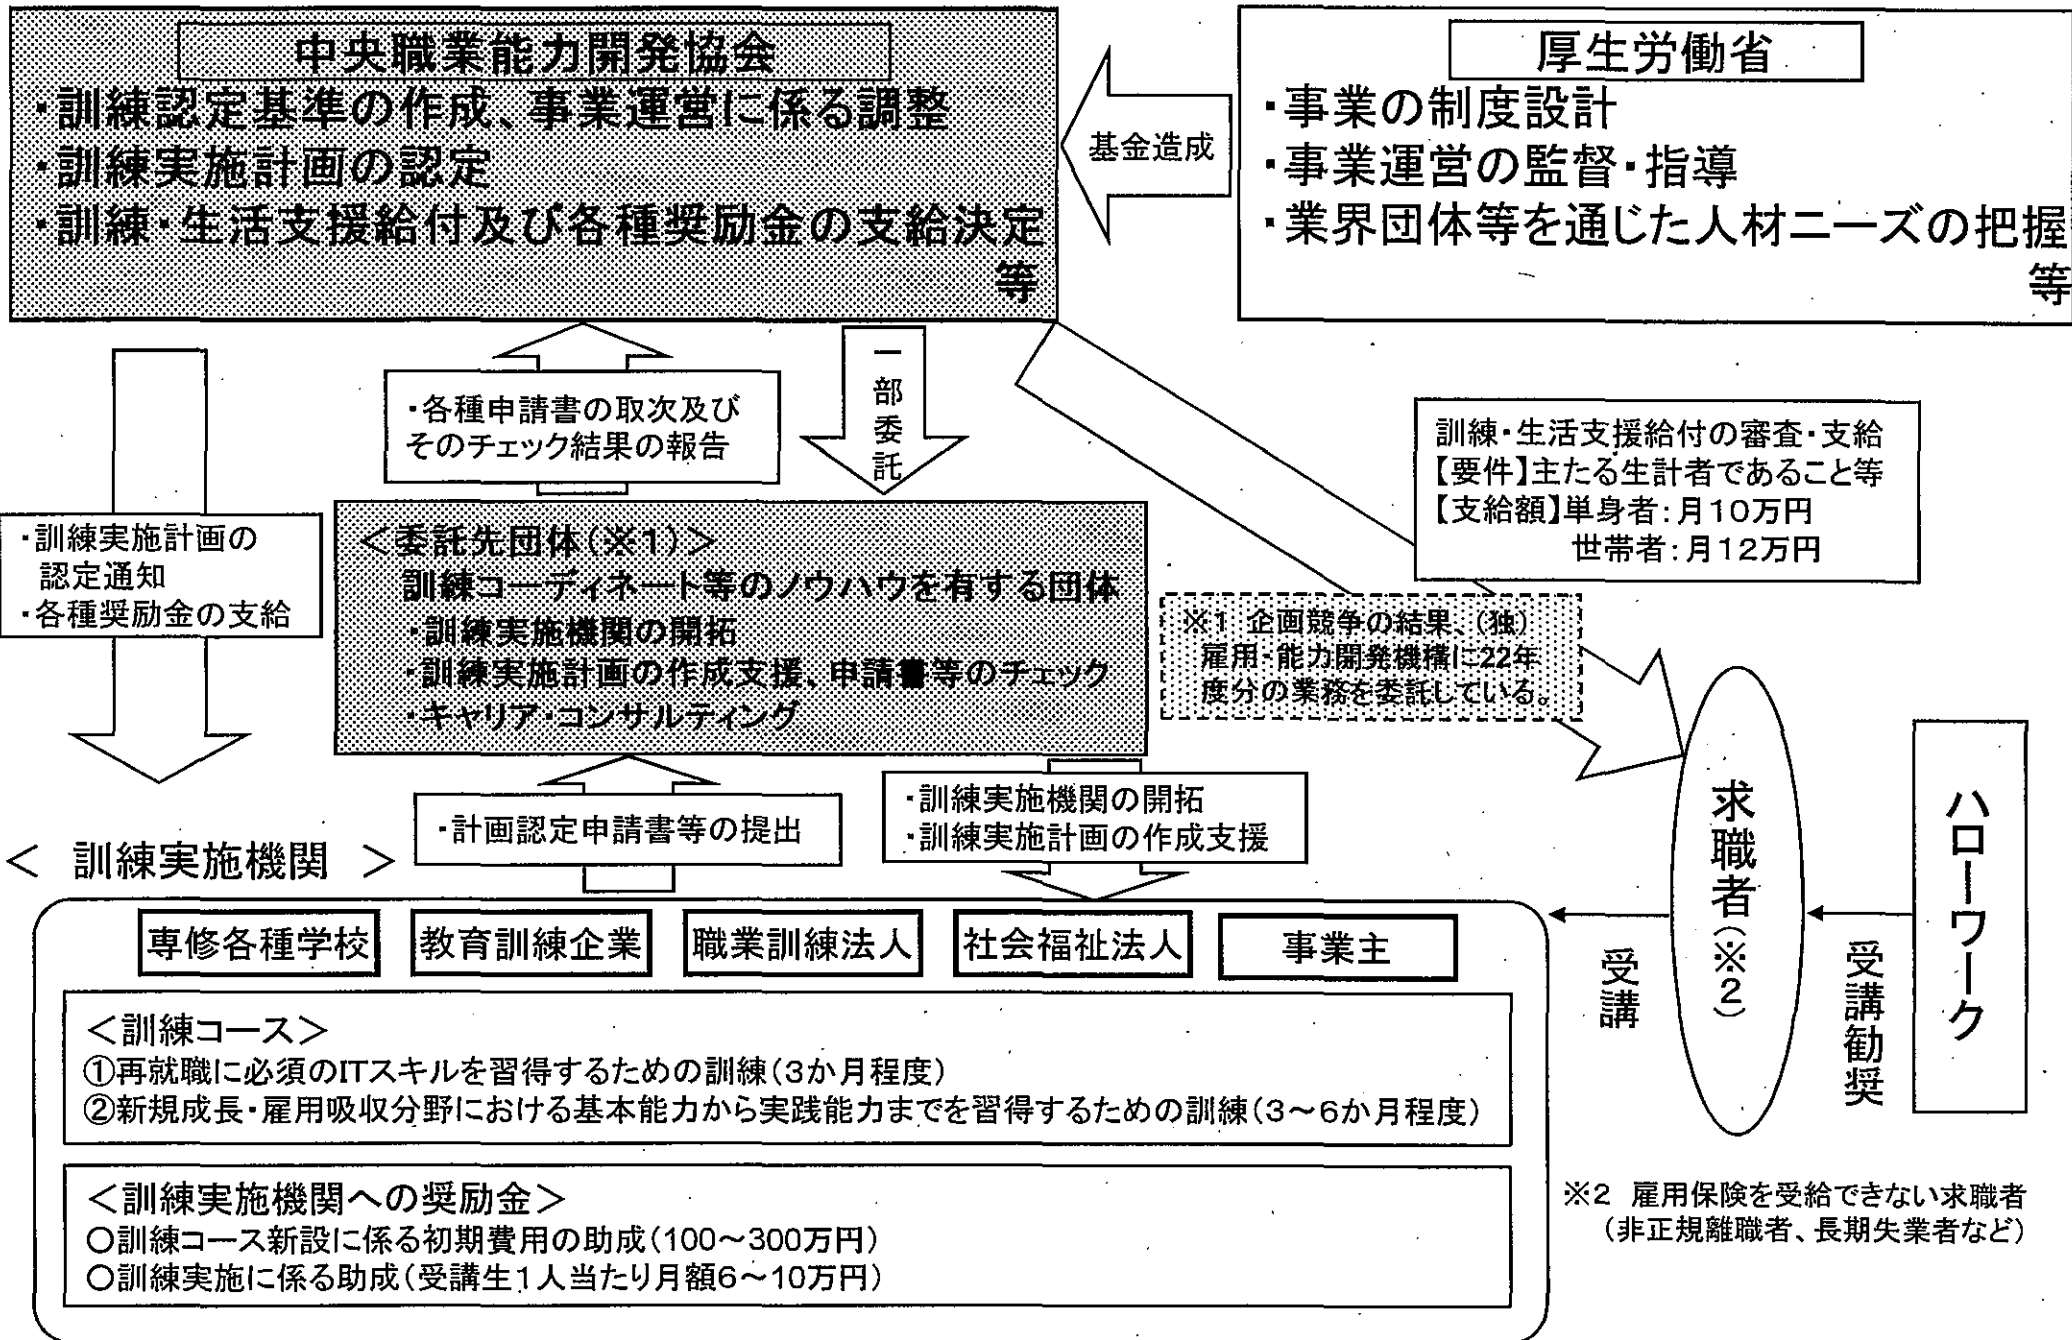 中央職業能力開発協会
・訓練認定基準の作成、事業運営に係る調整
・訓練実施計画の認定
・訓練・生活支援給付及び各種奨励金の支給決定
等
基金造成
厚生労働省
・事業の制度設計
・事業運営の監督・指導
・業界団体等を通じた人材ニーズの把握
等
・各種申請書の取次及び
そのチェック結果の報告
一部委託
訓練・生活支援給付の審査・支給
【要件】主たる生計者であること等
【支給額】単身者：月10万円
世帯者：月12万円
・訓練実施計画の
認定通知
・各種奨励金の支給
＜委託先団体(※1)＞
訓練コーディネート等のノウハウを有する団体
・訓練実施機関の開拓
・訓練実施計画の作成支援、申請書等のチェック
・キャリア・コンサルティング
※1 企画競争の結果、(独)
雇用・能力開発機構に22年
度分の業務を委託している。
・計画認定申請書等の提出
・訓練実施機関の開拓
・訓練実施計画の作成支援
＜ 訓練実施機関 ＞
専修各種学校 教育訓練企業 職業訓練法人 社会福祉法人 事業主
受講
求職者(※2)
受講勧奨
ハローワーク
＜訓練コース＞
①再就職に必須のITスキルを習得するための訓練(3か月程度)
②新規成長・雇用吸収分野における基本能力から実践能力までを習得するための訓練(3～6か月程度)
＜訓練実施機関への奨励金＞
○訓練コース新設に係る初期費用の助成(100～300万円)
○訓練実施に係る助成(受講生1人当たり月額6～10万円)
※2 雇用保険を受給できない求職者
(非正規離職者、長期失業者など)